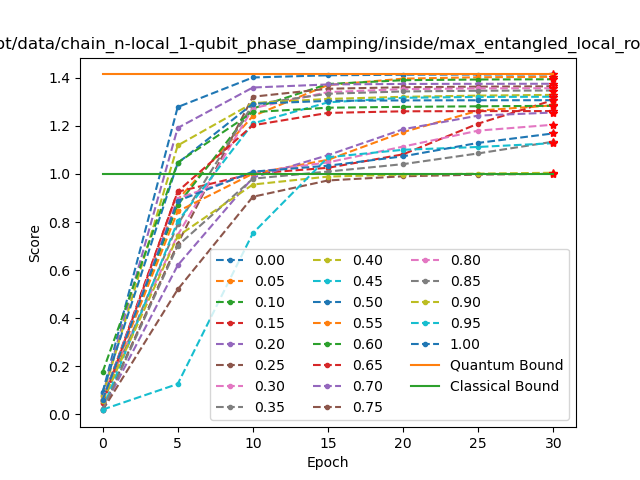 pt/data/chain_n-local_1-qubit_phase_damping/inside/max_entangled_local_ro
Score
1.4
1.2
1.0
0.8
0.6
0.4
0.2
0.0
0.00 0.40 0.80
0.05 0.45 0.85
0.10 0.50 0.90
0.15 0.55 0.95
0.20 0.60 1.00
0.25 0.65 Quantum Bound
0.30 0.70 Classical Bound
0.35 0.75
0 5 10 15 20 25 30
Epoch